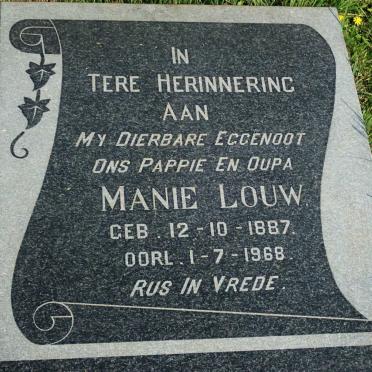 IN
TERE HERINNERING
AAN
MY DIERBARE EGGENOOT
ONS PAPPIE EN OUPA
MANIE LOUW
GEB. 12-10-1887.
OORL. 1-7-1968
RUS IN VREDE.